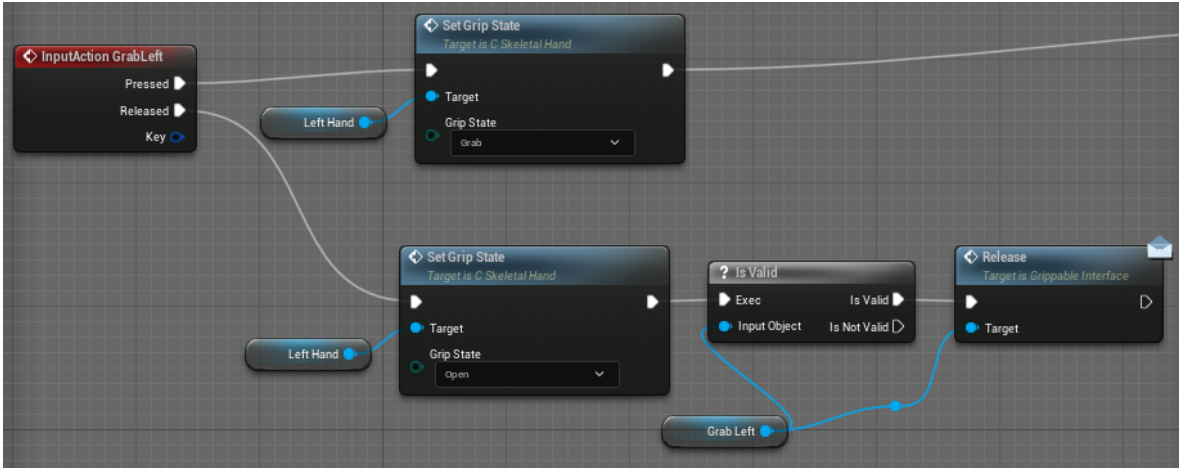 InputAction GrabLeft
Pressed
Released
Key
Left Hand
Set Grip State
Target is C Skeletal Hand
Target
Grip State
Grab
Left Hand
Set Grip State
Target is C Skeletal Hand
Target
Grip State
Open
? Is Valid
Exec Is Valid
Input Object Is Not Valid
Grab Left
Release
Target is Grippable Interface
Target